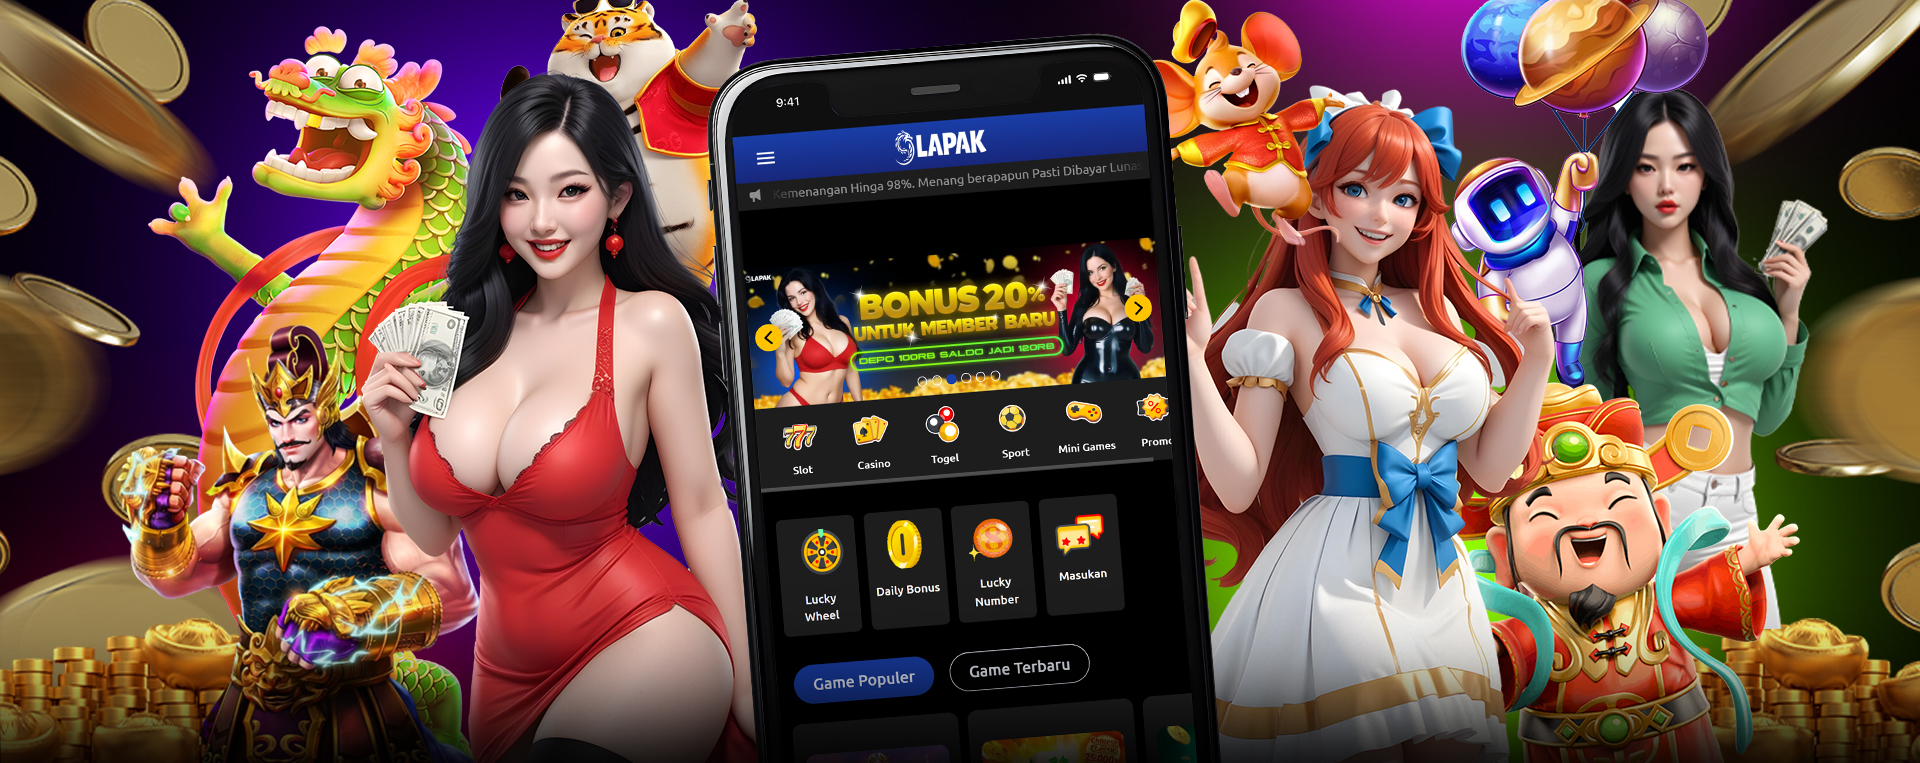 9:41
LAPAK
Kemenangan Hinga 98%. Menang berapapun Pasti Dibayar Lunas
LAPAK
BONUS 20%
UNTUK MEMBER BARU
DEPO 100RB SALDO JADI 120RB
777
Slot
Casino
Togel
Sport
Mini Games
Promo
Lucky
Wheel
Daily Bonus
Lucky
Number
Masukan
Game Populer
Game Terbaru